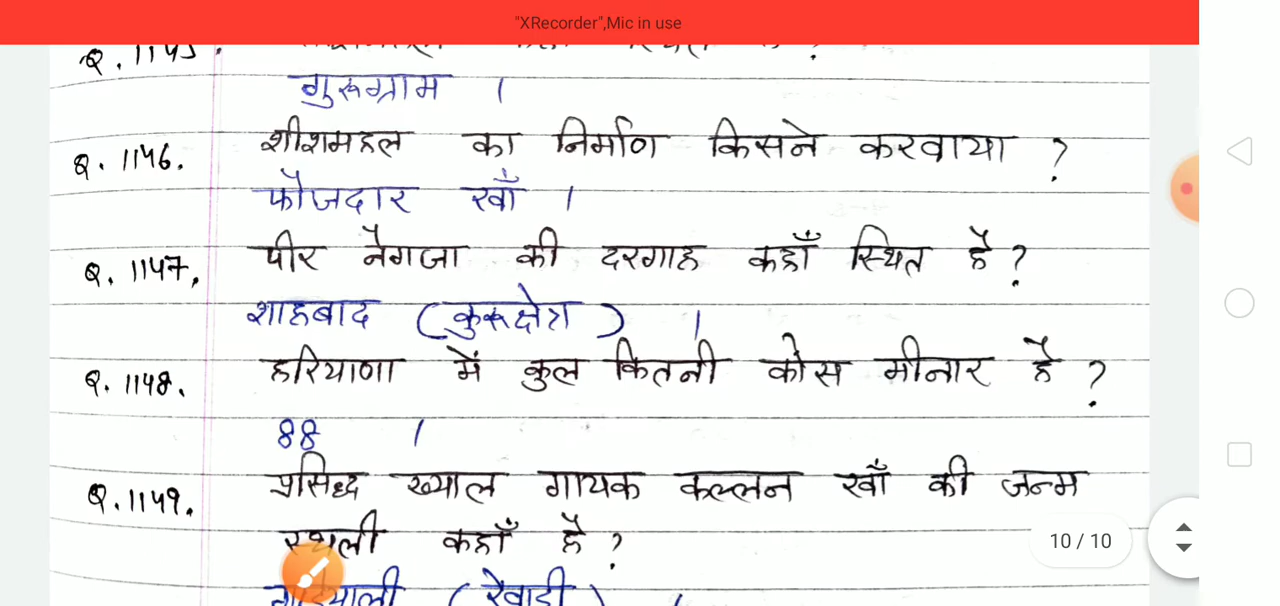 "XRecorder",Mic in use
Q. 1145.
गुरूग्राम ।
Q. 1146. शीशमहल का निर्माण किसने करवाया ?
फौजदार खाँ ।
Q. 1147. पीर नैगजा की दरगाह कहाँ स्थित है ?
शाहबाद (कुरूक्षेत्र) ।
Q. 1148. हरियाणा में कुल कितनी कोस मीनार है ?
88 ।
Q. 1149. प्रसिद्ध ख्याल गायक कल्लन खाँ की जन्म
स्थली कहाँ है ?
(रेवाडी) ।
10 / 10